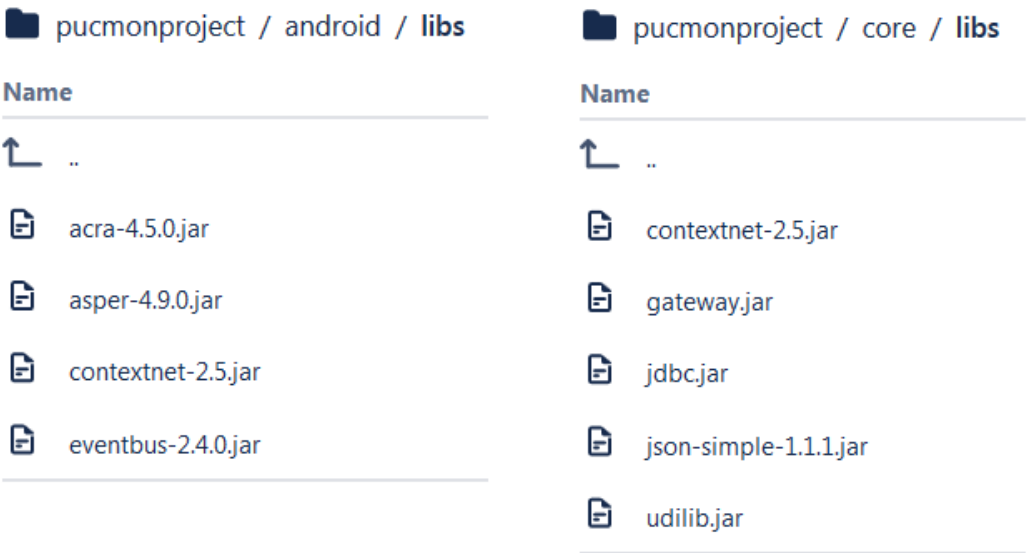 pucmonproject / android / libs
Name
..
acra-4.5.0.jar
asper-4.9.0.jar
contextnet-2.5.jar
eventbus-2.4.0.jar
pucmonproject / core / libs
Name
..
contextnet-2.5.jar
gateway.jar
jdbc.jar
json-simple-1.1.1.jar
udilib.jar